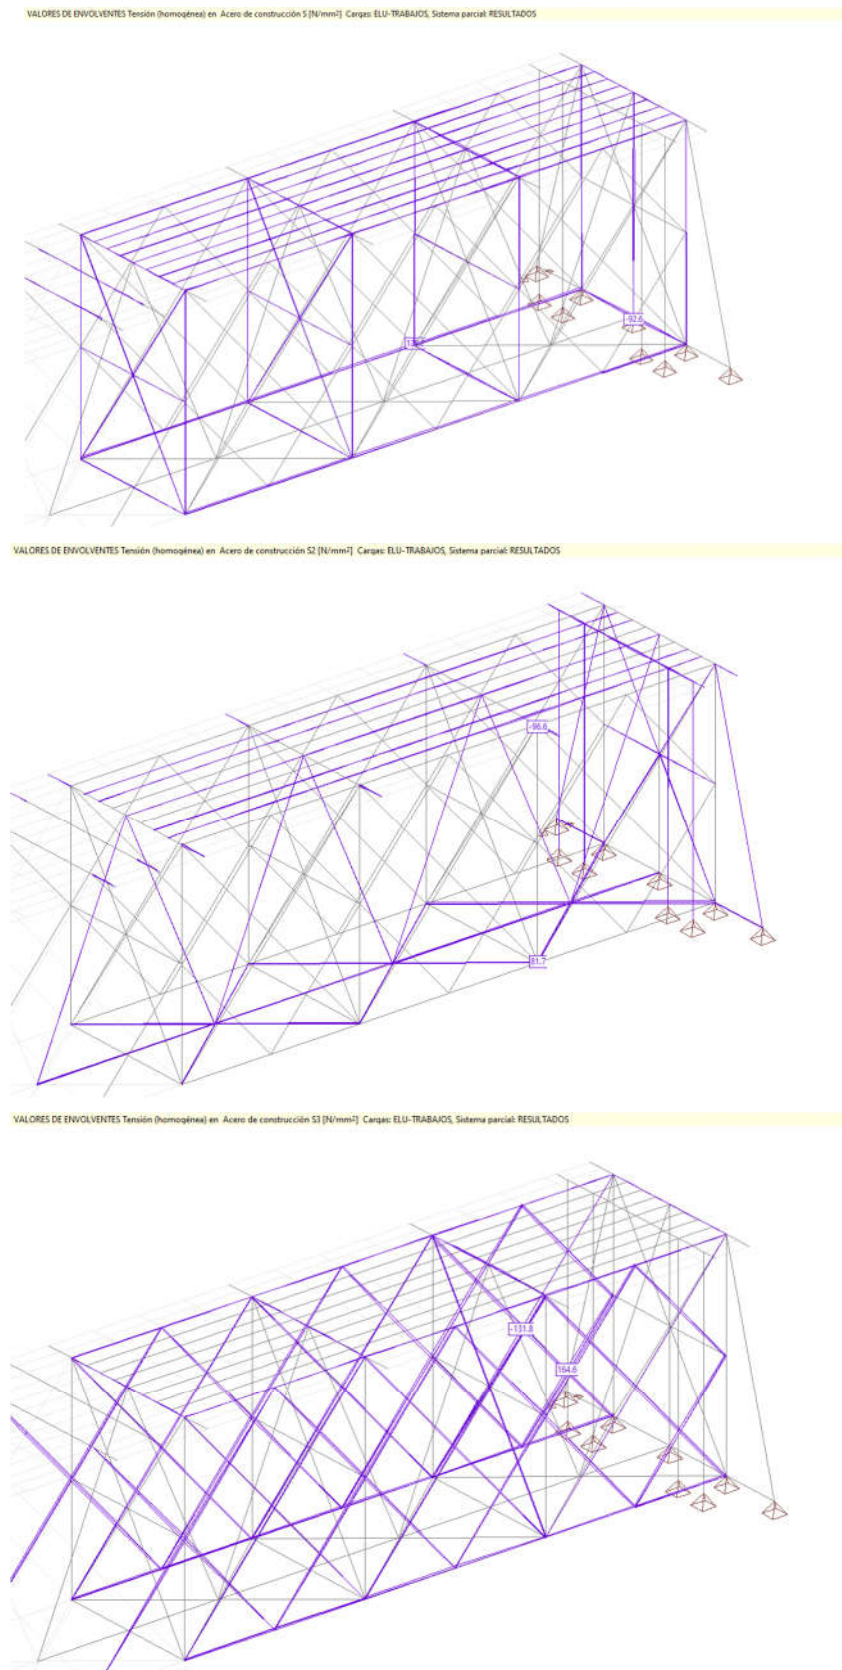 VALORES DE ENVOLVENTES Tensión (homogénea) en Acero de construcción S [N/mm²] Cargas: ELU-TRABAJOS, Sistema parcial: RESULTADOS
-92.6
VALORES DE ENVOLVENTES Tensión (homogénea) en Acero de construcción S2 [N/mm²] Cargas: ELU-TRABAJOS, Sistema parcial: RESULTADOS
-96.6
81.7
VALORES DE ENVOLVENTES Tensión (homogénea) en Acero de construcción S3 [N/mm²] Cargas: ELU-TRABAJOS, Sistema parcial: RESULTADOS
-131.8
164.6